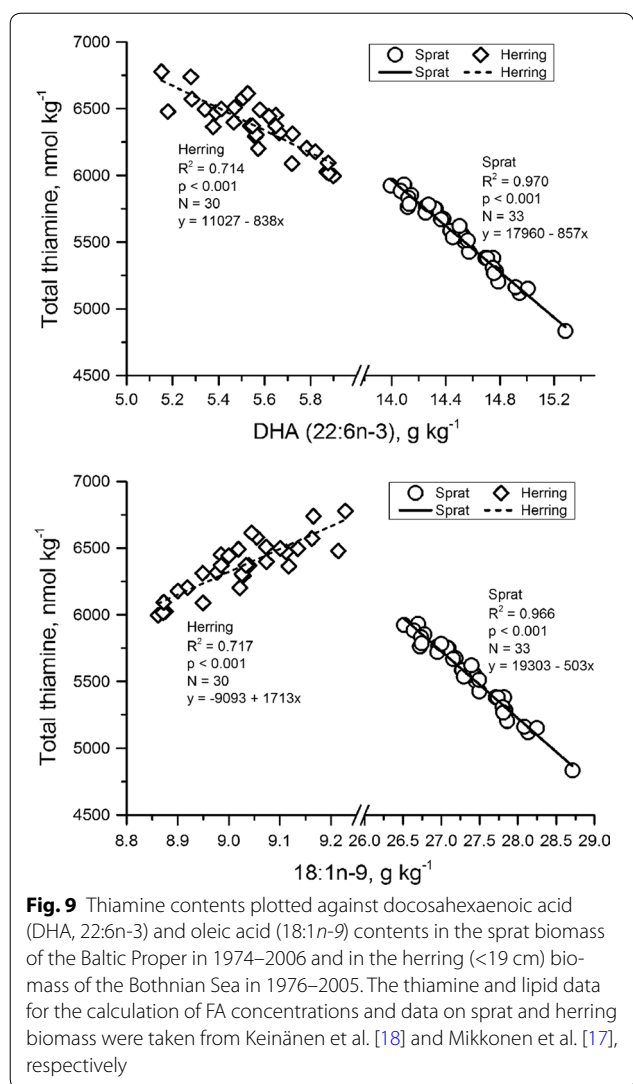 7000
6500
6000
5500
5000
4500
Total thiamine, nmol kg-1
Sprat Herring
Sprat Herring
Herring
R2 = 0.714
p < 0.001
N = 30
y = 11027 - 838x
Sprat
R2 = 0.970
p < 0.001
N = 33
y = 17960 - 857x
5.0 5.2 5.4 5.6 5.8 14.0 14.4 14.8 15.2
DHA (22:6n-3), g kg-1
7000
6500
6000
5500
5000
4500
Total thiamine, nmol kg-1
Sprat Herring
Sprat Herring
Herring
R2 = 0.717
p < 0.001
N = 30
y = -9093 + 1713x
Sprat
R2 = 0.966
p < 0.001
N = 33
y = 19303 - 503x
8.8 8.9 9.0 9.1 9.2 26.0 26.5 27.0 27.5 28.0 28.5 29.0
18:1n-9, g kg-1
Fig. 9 Thiamine contents plotted against docosahexaenoic acid
(DHA, 22:6n-3) and oleic acid (18:1n-9) contents in the sprat biomass
of the Baltic Proper in 1974–2006 and in the herring (<19 cm) bio-
mass of the Bothnian Sea in 1976–2005. The thiamine and lipid data
for the calculation of FA concentrations and data on sprat and herring
biomass were taken from Keinänen et al. [18] and Mikkonen et al. [17],
respectively